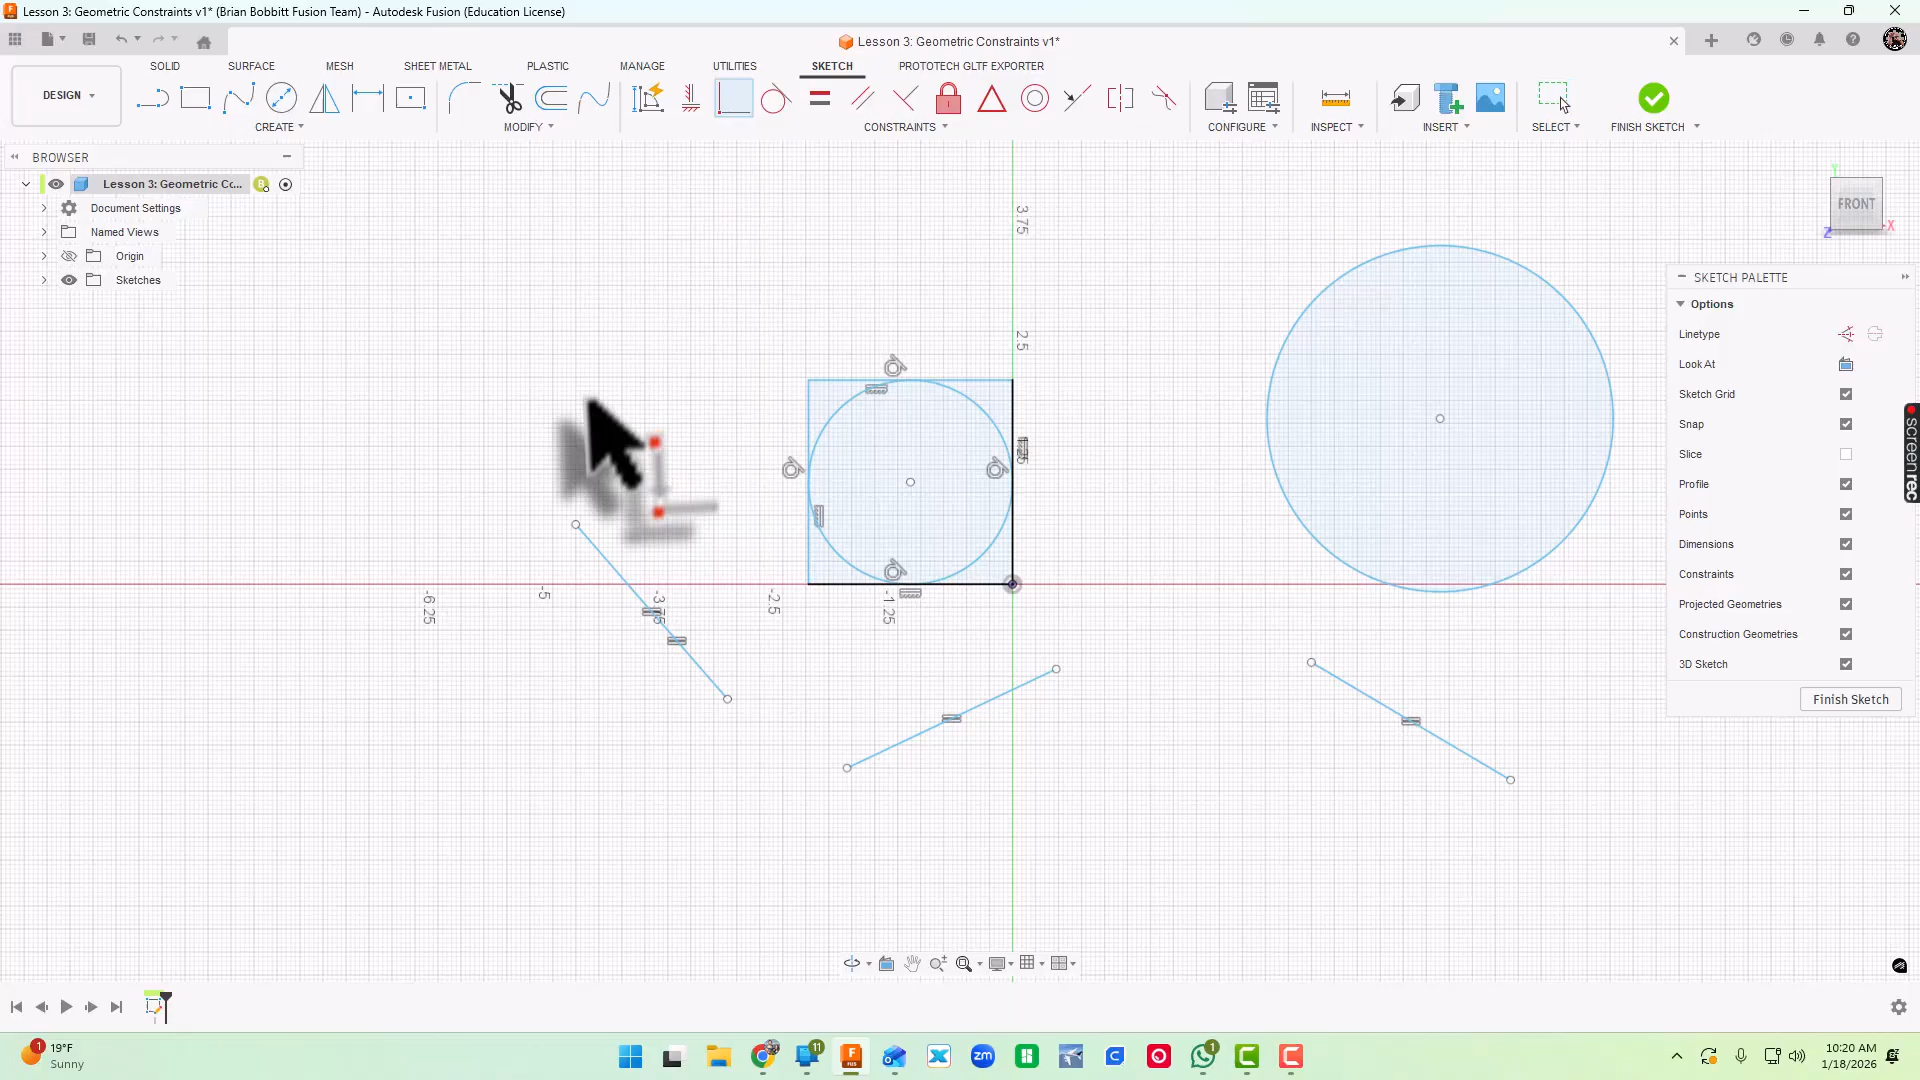 Lesson 3: Geometric Constraints v1* (Brian Bobbitt Fusion Team) - Autodesk Fusion (Education License)
Lesson 3: Geometric Constraints v1*
SOLID SURFACE MESH SHEET METAL PLASTIC MANAGE UTILITIES SKETCH PROTOTECH GLTF EXPORTER
DESIGN
CREATE MODIFY CONSTRAINTS CONFIGURE INSPECT INSERT SELECT FINISH SKETCH
BROWSER
Lesson 3: Geometric Cc...
Document Settings
Named Views
Origin
Sketches
3.75
2.5
-1.25
-2.5
-3.75
-5
-6.25
Y
FRONT
X
Z
SKETCH PALETTE
Options
Linetype
Look At
Sketch Grid
Snap
Slice
Profile
Points
Dimensions
Constraints
Projected Geometries
Construction Geometries
3D Sketch
Finish Sketch
screenrec
1
19°F
Sunny
11
F
FUS
zm
1
10:20 AM
1/18/2026